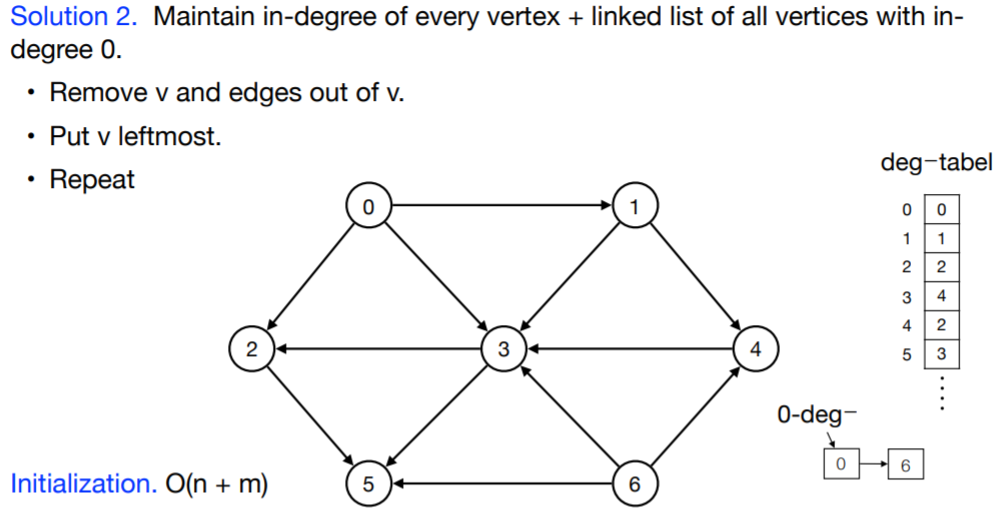 Solution 2. Maintain in-degree of every vertex + linked list of all vertices with in-
degree 0.
• Remove v and edges out of v.
• Put v leftmost.
• Repeat
deg⁻tabel
0 1
0 0
1 1
2 2
3 4
4 2
5 3
2 3 4
0-deg⁻
0 6
Initialization. O(n + m)
5 6